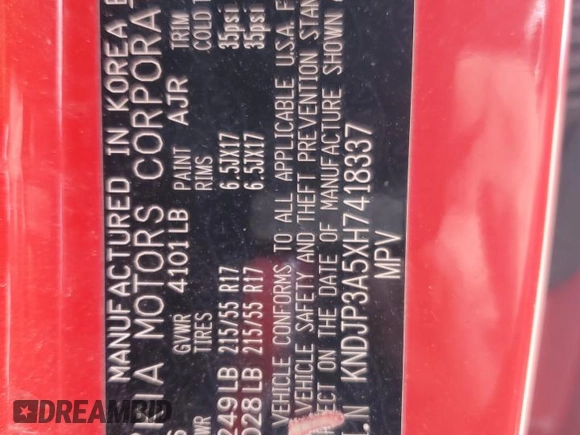 MANUFACTURED IN KOREA
A MOTORS CORPORA
GVWR PAINT TRIM
4101 LB AJR
WR TIRES RIMS COLD
249 LB 215/55 R17 6.5JX17 35psi
028 LB 215/55 R17 6.5JX17 35psi
VEHICLE CONFORMS TO ALL APPLICABLE U.S.A. F
VEHICLE SAFETY AND THEFT PREVENTION STAN
ECT ON THE DATE OF MANUFACTURE SHOWN
I.N KNDJP3A5XH7418337
MPV
DREAMBID